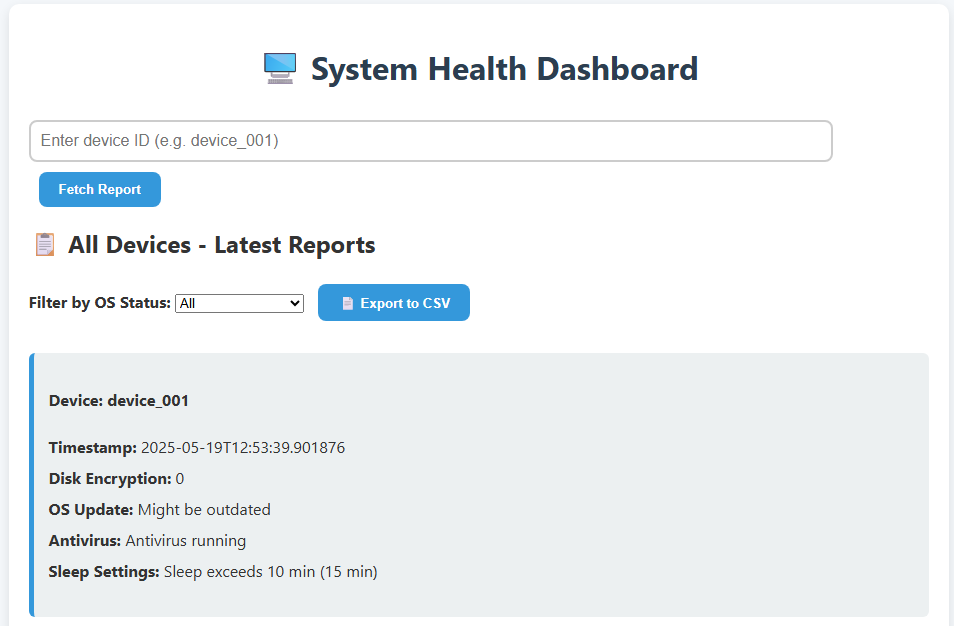 System Health Dashboard
Enter device ID (e.g. device_001)
Fetch Report
All Devices - Latest Reports
Filter by OS Status: All Export to CSV
Device: device_001
Timestamp: 2025-05-19T12:53:39.901876
Disk Encryption: 0
OS Update: Might be outdated
Antivirus: Antivirus running
Sleep Settings: Sleep exceeds 10 min (15 min)